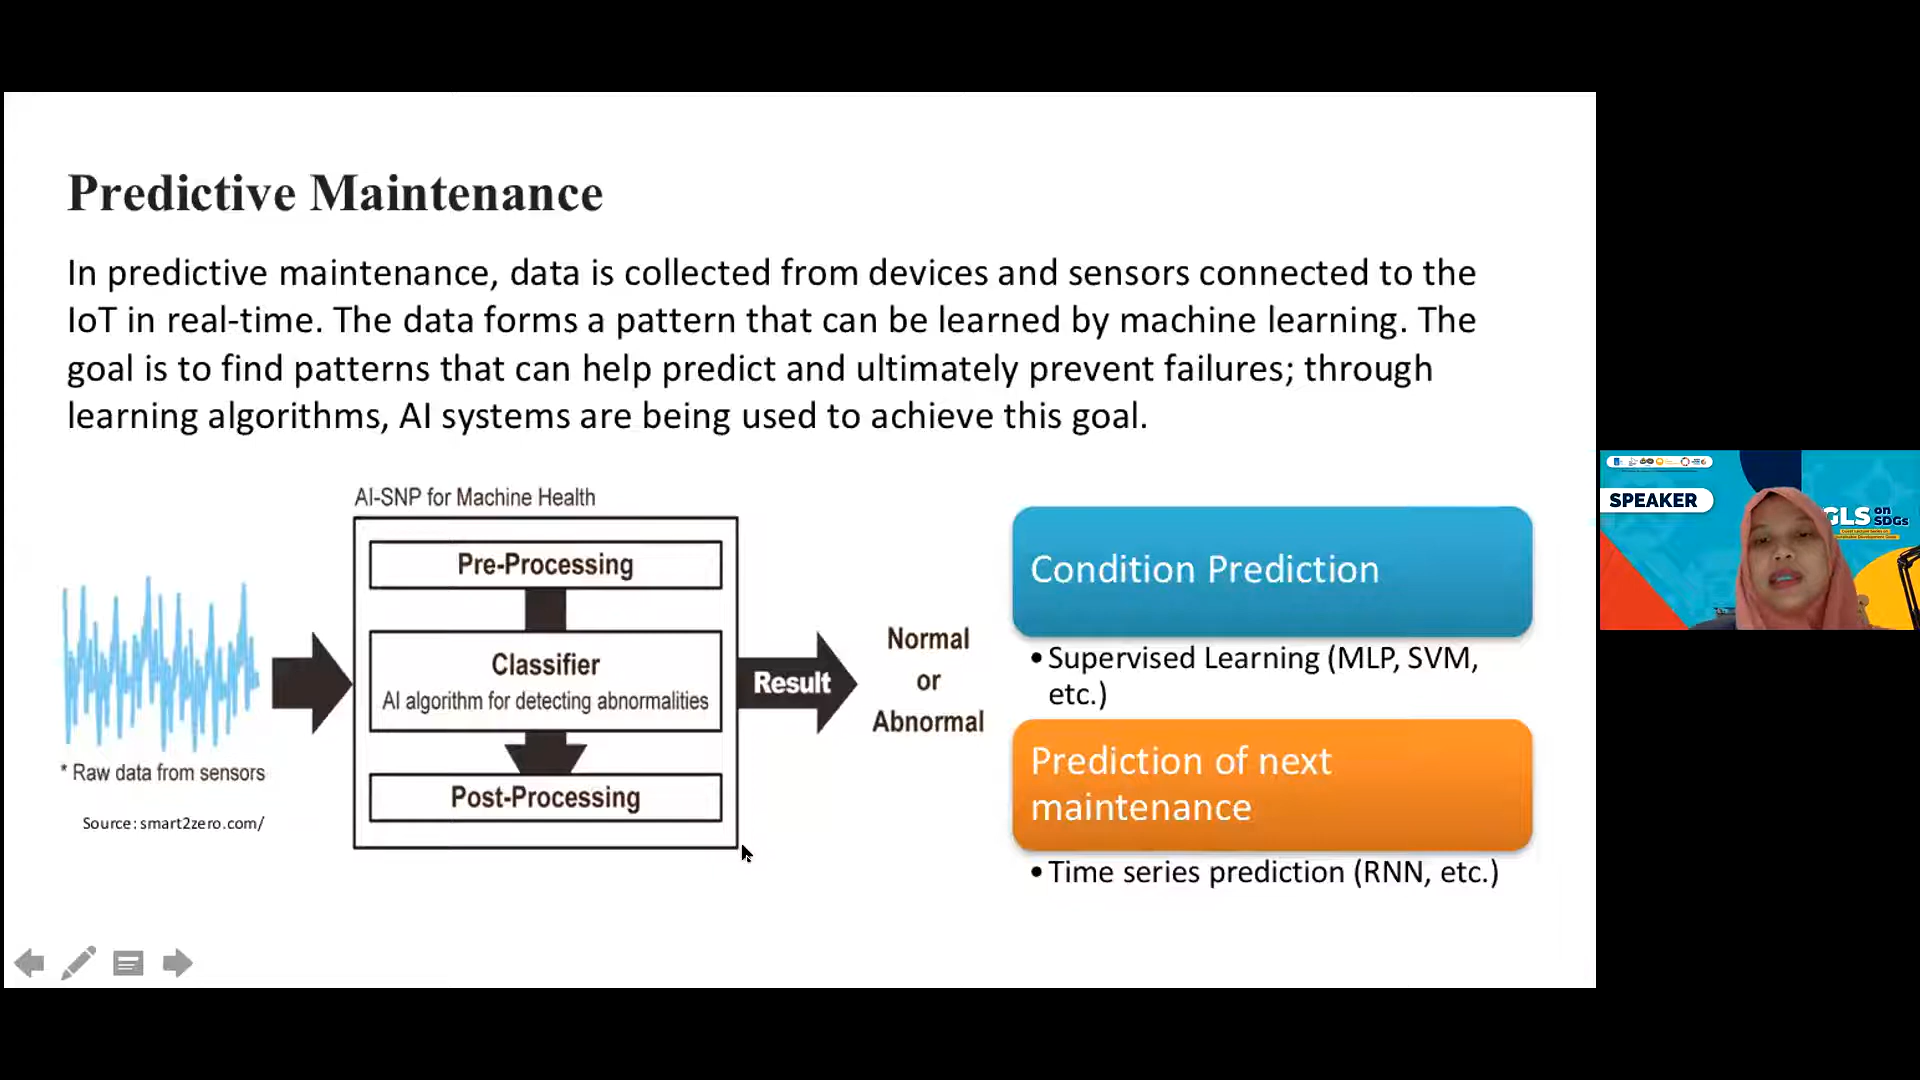 Predictive Maintenance
In predictive maintenance, data is collected from devices and sensors connected to the
IoT in real-time. The data forms a pattern that can be learned by machine learning. The
goal is to find patterns that can help predict and ultimately prevent failures; through
learning algorithms, AI systems are being used to achieve this goal.
AI-SNP for Machine Health
Pre-Processing
Classifier
AI algorithm for detecting abnormalities
Post-Processing
* Raw data from sensors
Source: smart2zero.com/
Result
Normal
or
Abnormal
Condition Prediction
• Supervised Learning (MLP, SVM,
etc.)
Prediction of next
maintenance
• Time series prediction (RNN, etc.)
SPEAKER
GLS on
SDGs